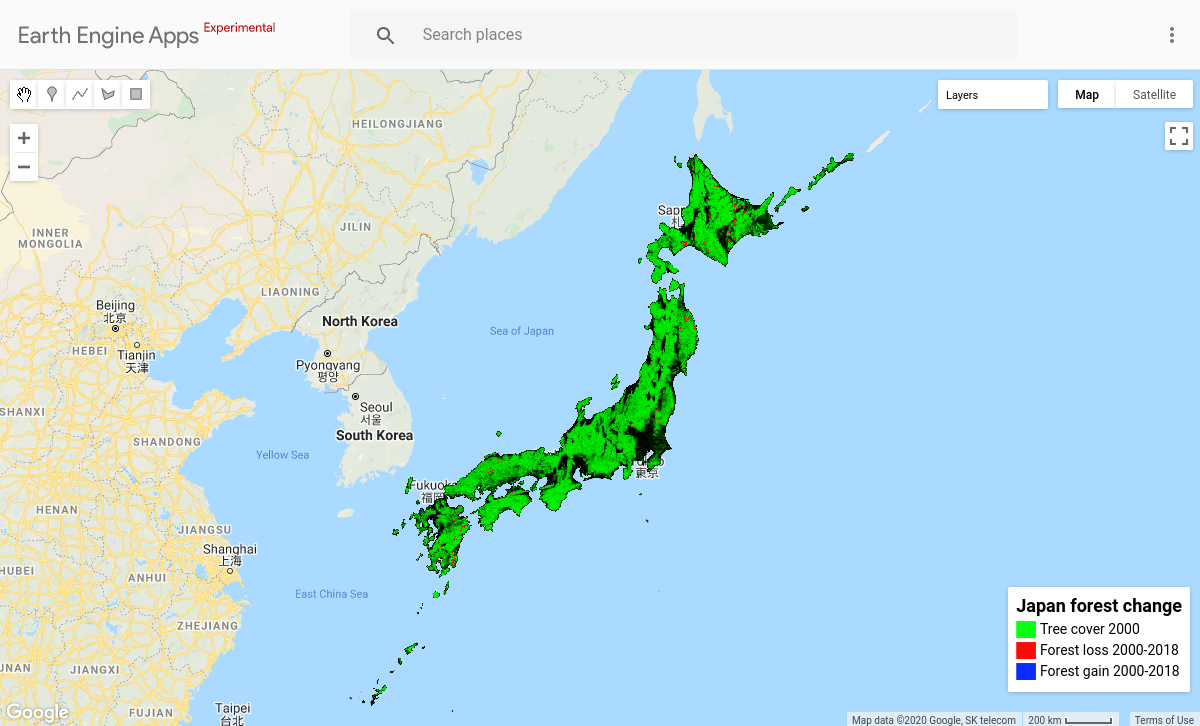 Earth Engine Apps Experimental
Search places
Layers
Map
Satellite
HEILONGJIANG
INNER
MONGOLIA
JILIN
LIAONING
Beijing
北京
HEBEI
Tianjin
天津
North Korea
Pyongyang
평양
Seoul
서울
South Korea
Sea of Japan
SHANXI
SHANDONG
Yellow Sea
HENAN
JIANGSU
Shanghai
上海
HUBEI
ANHUI
East China Sea
ZHEJIANG
UNAN
JIANGXI
FUJIAN
Taipei
台北
Sapp
札
東京
Fukuok
福岡
Japan forest change
Tree cover 2000
Forest loss 2000-2018
Forest gain 2000-2018
Google
Map data ©2020 Google, SK telecom
200 km
Terms of Use